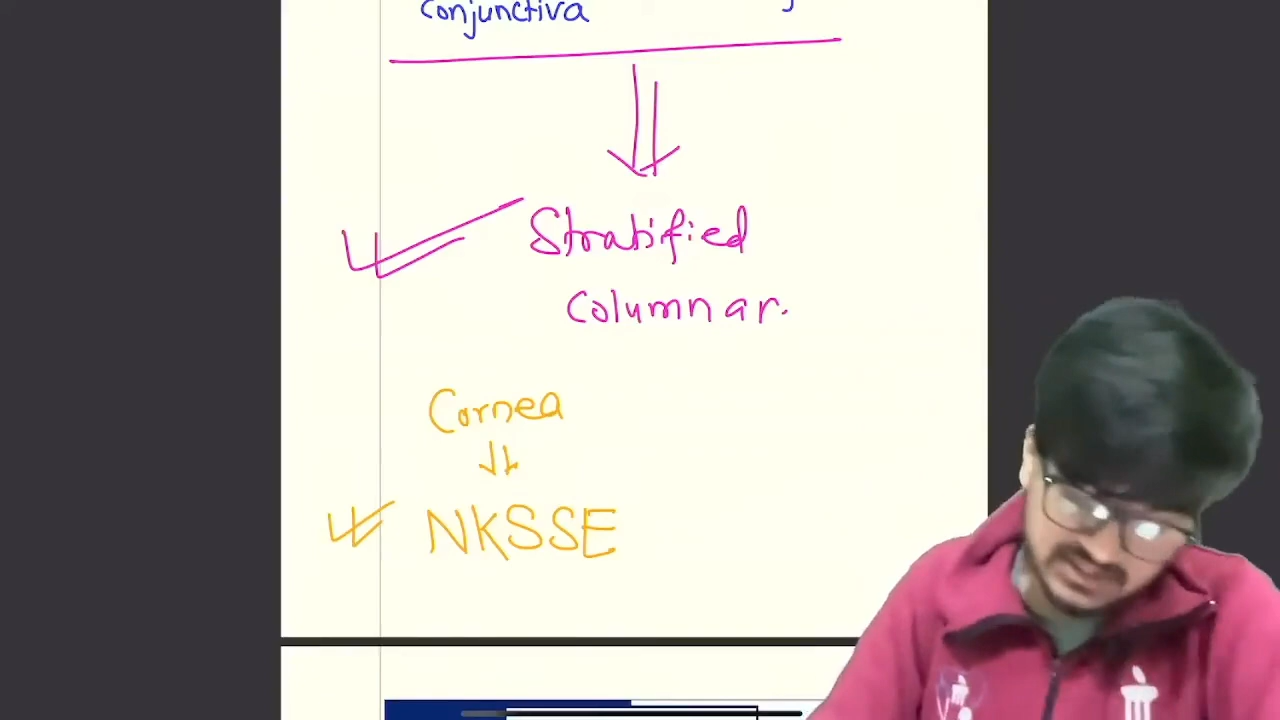 conjunctiva
Stratified
Columnar.
Cornea
NKSSE